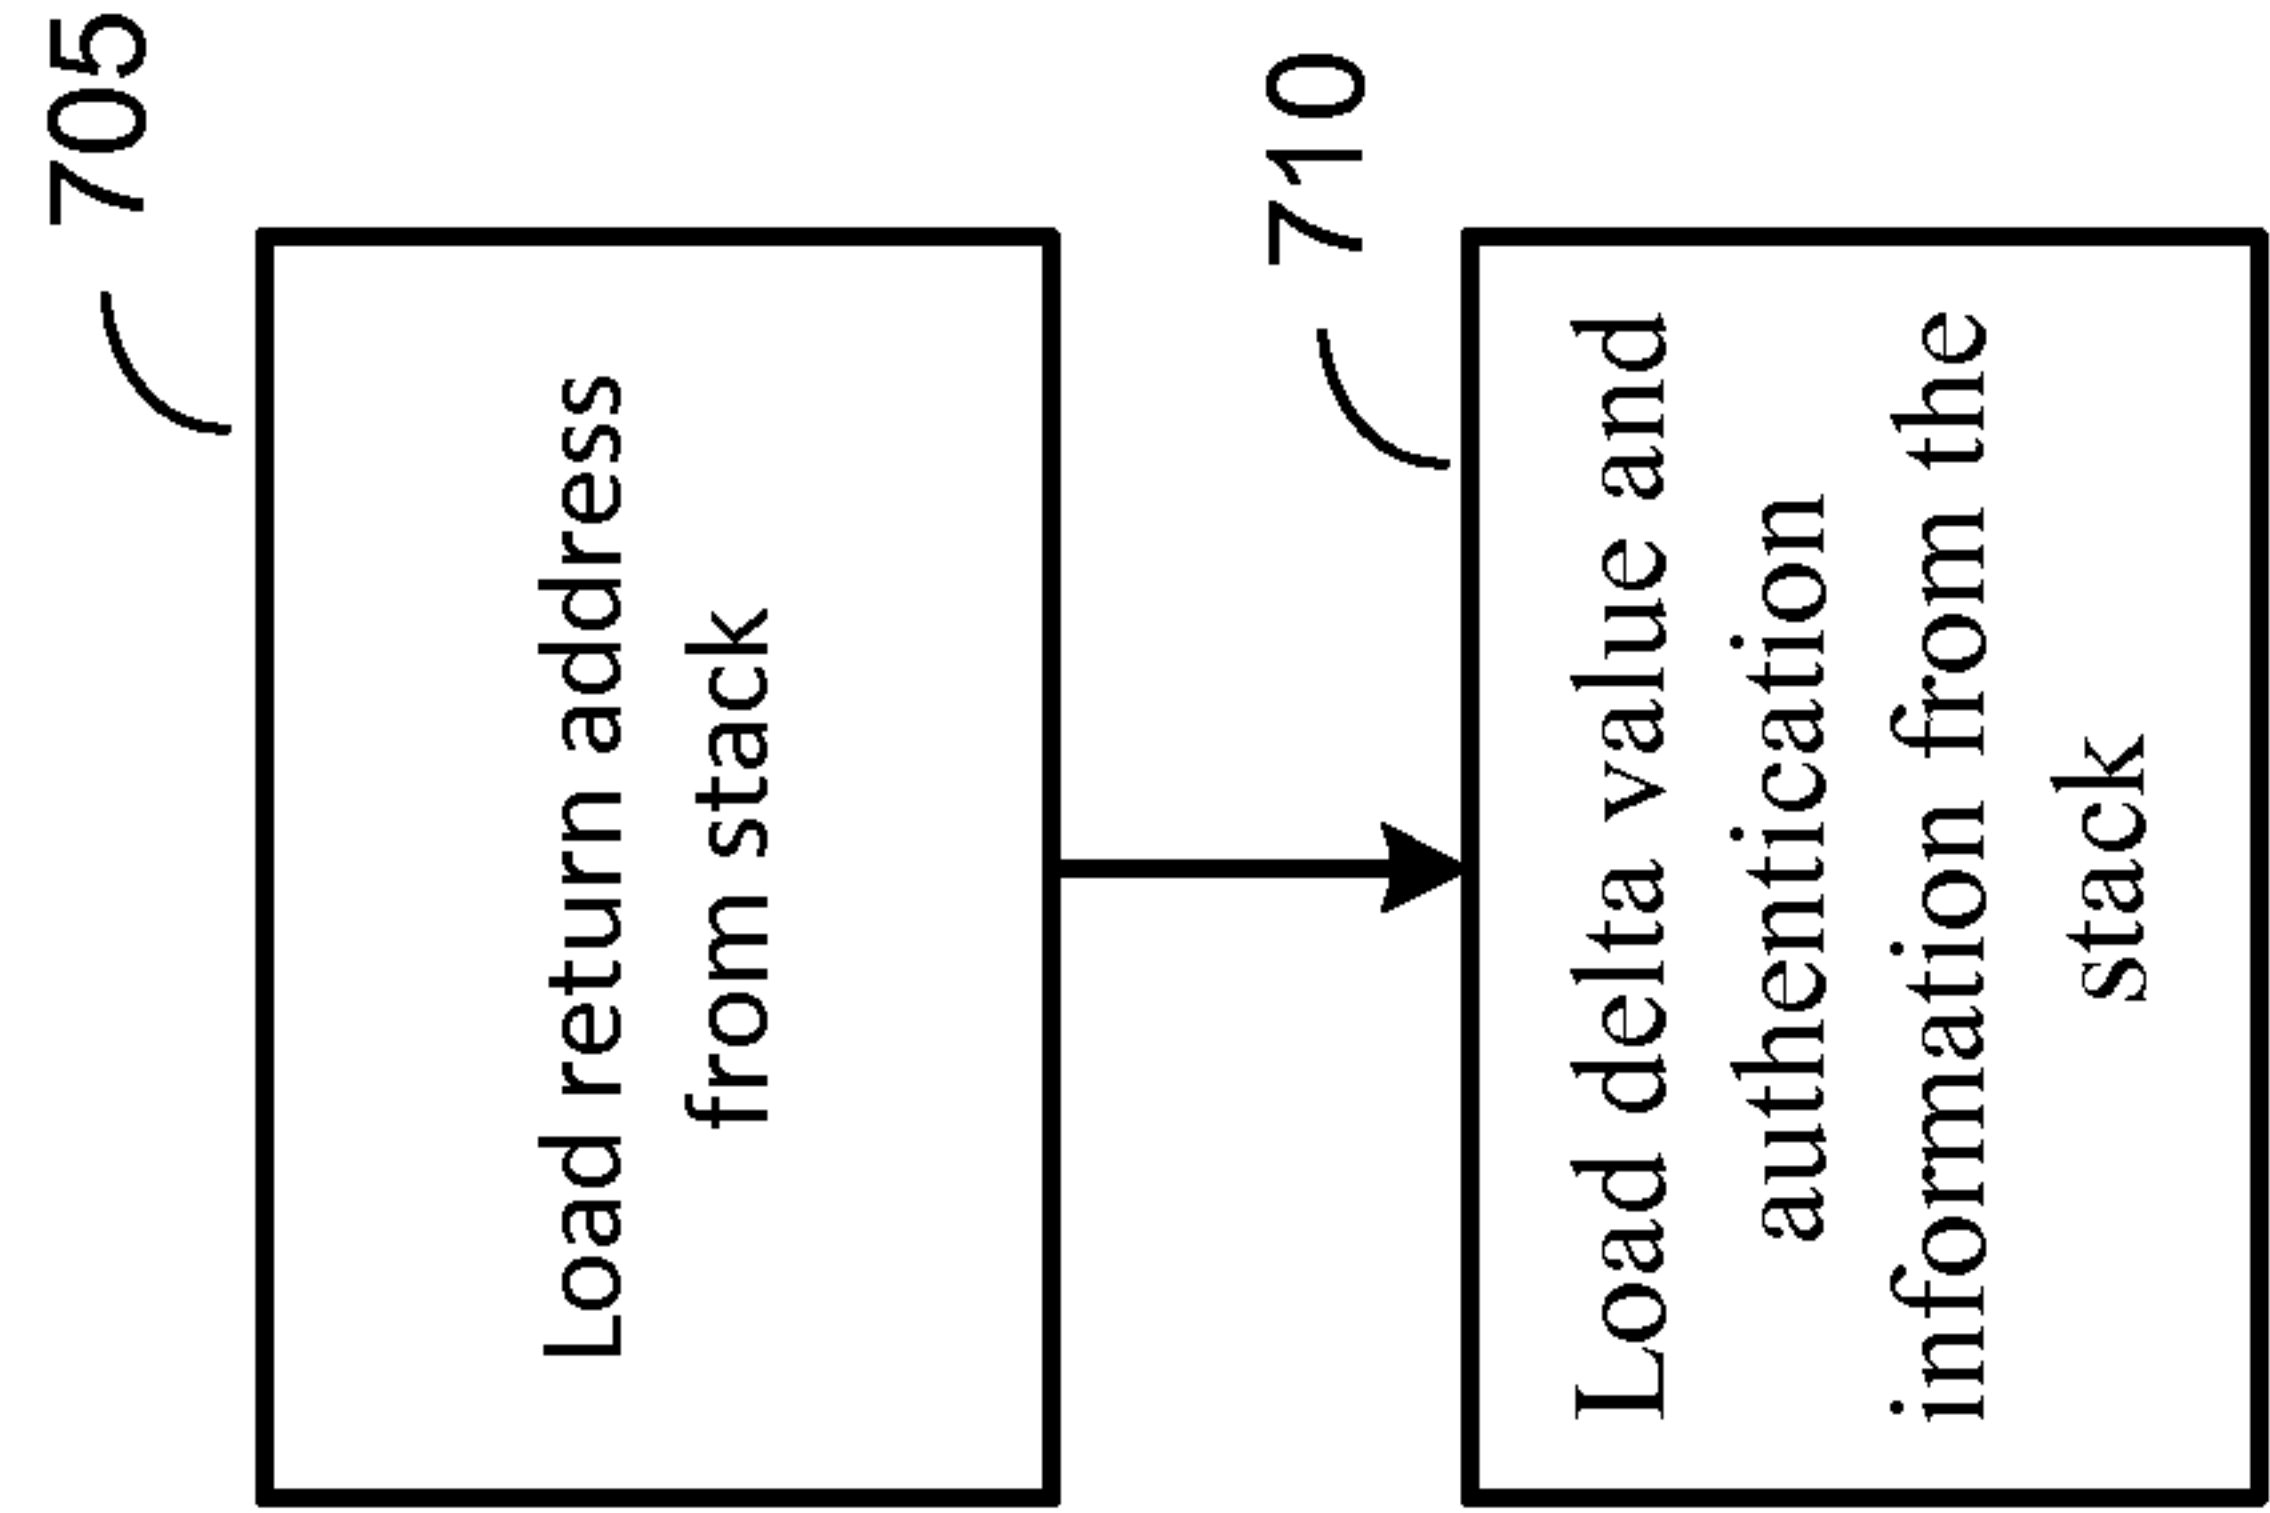 705
Load return address
from stack
710
Load delta value and
authentication
information from the
stack